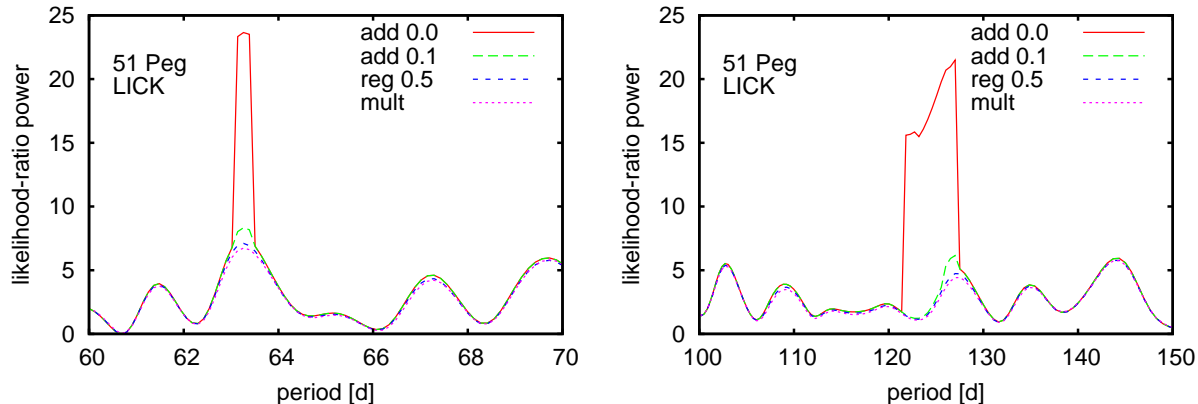 25
20
15
10
5
0
likelihood-ratio power
51 Peg
LICK
add 0.0
add 0.1
reg 0.5
mult
60 62 64 66 68 70
period [d]
25
20
15
10
5
0
likelihood-ratio power
51 Peg
LICK
add 0.0
add 0.1
reg 0.5
mult
100 110 120 130 140 150
period [d]